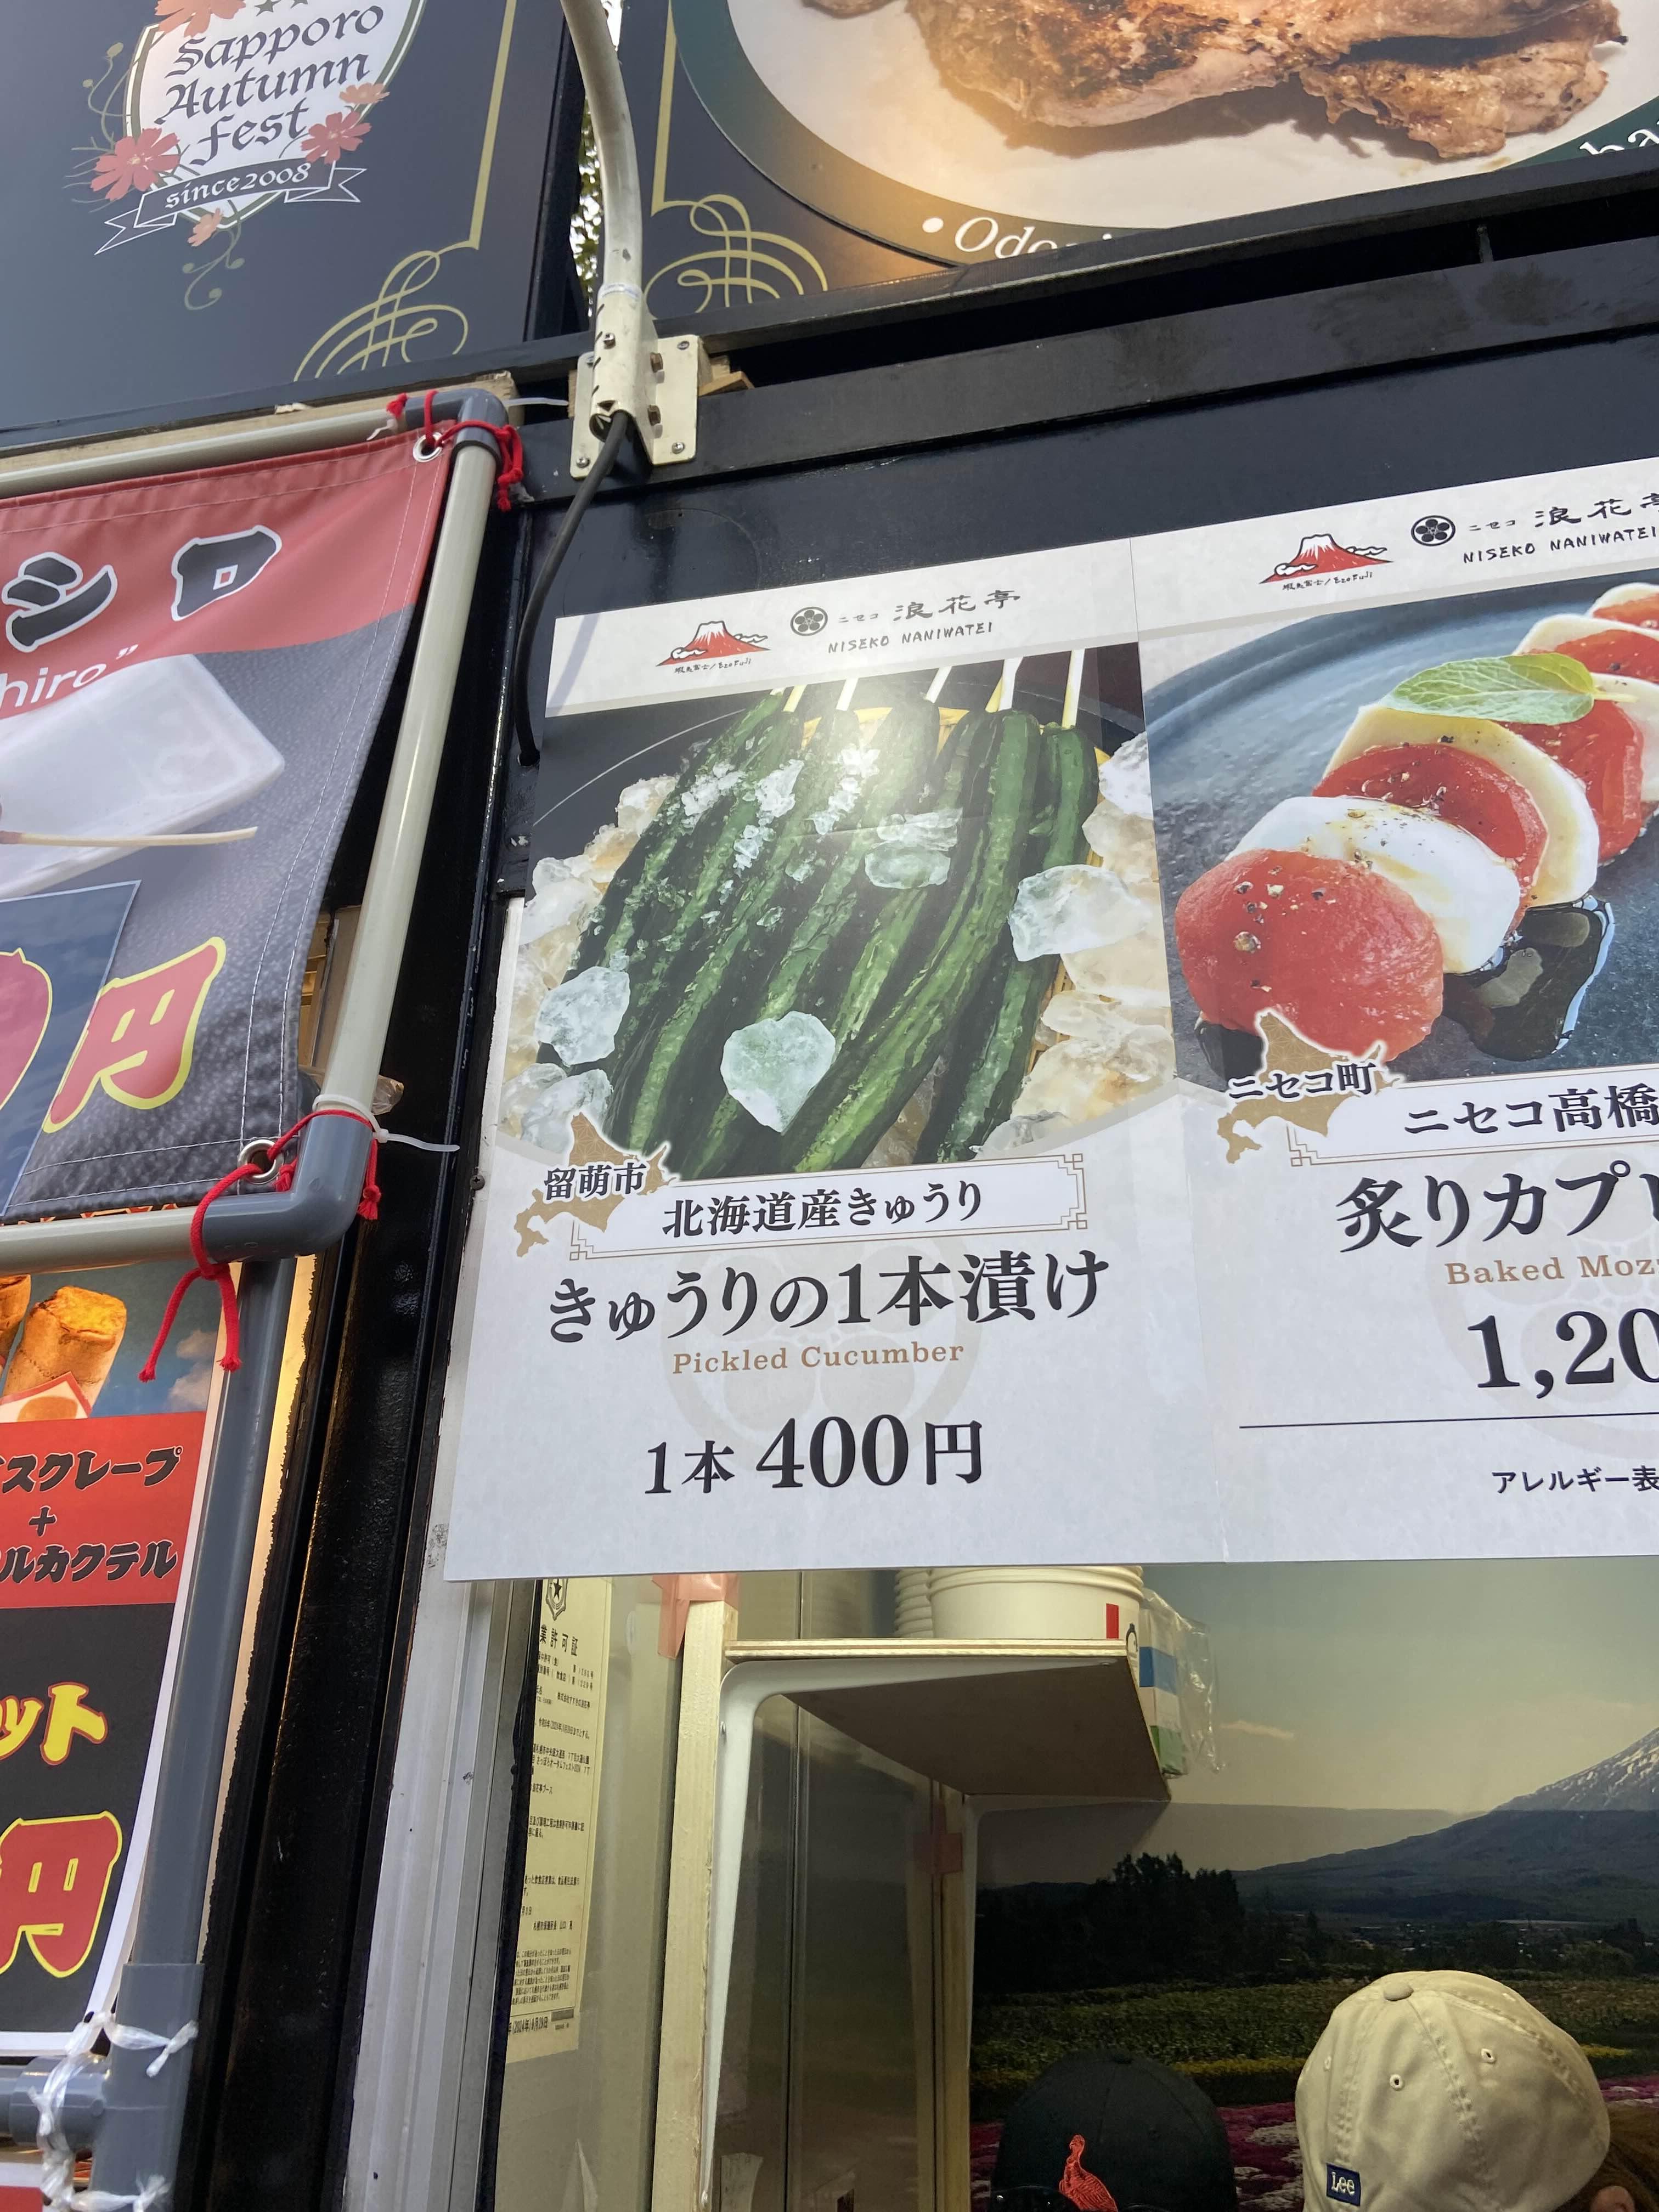 Sapporo
Autumn
Fest
since2008
シロ
hiro”
円
スクレープ
+
ルカクテル
ット
円
蝦夷富士/EzoFuji
ニセコ 浪花亭
NISEKO NANIWATEI
留萌市
北海道産きゅうり
きゅうりの1本漬け
Pickled Cucumber
1本 400円
蝦夷富士/EzoFuji
ニセコ 浪花亭
NISEKO NANIWATEI
ニセコ町
ニセコ高橋
炙りカプ
Baked Moz
1,20
アレルギー表
業許可証
Lee